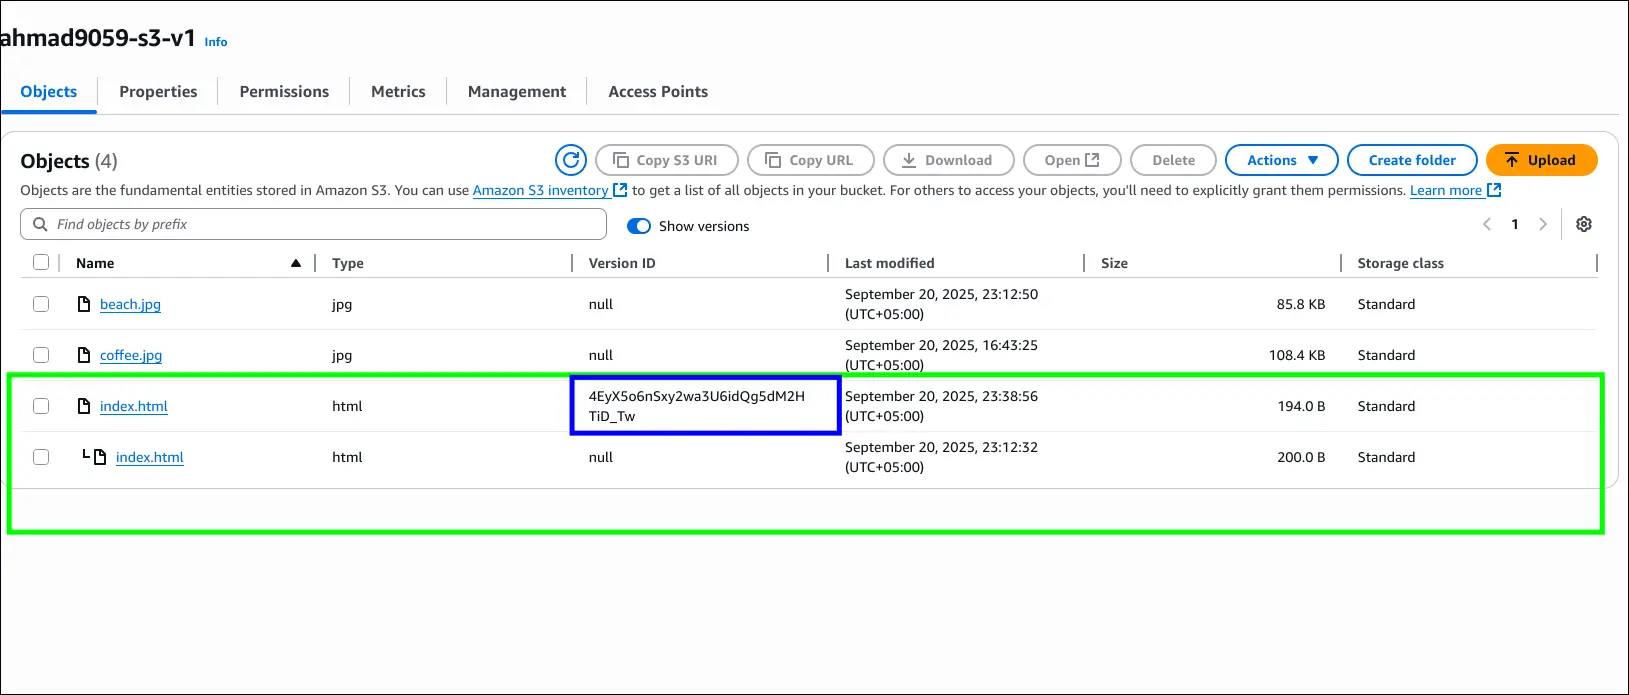 ahmad9059-s3-v1 Info
Objects Properties Permissions Metrics Management Access Points
Objects (4) Copy S3 URI Copy URL Download Open Delete Actions Create folder Upload
Objects are the fundamental entities stored in Amazon S3. You can use Amazon S3 inventory to get a list of all objects in your bucket. For others to access your objects, you'll need to explicitly grant them permissions. Learn more
Find objects by prefix Show versions 1
Name Type Version ID Last modified Size Storage class
beach.jpg jpg null September 20, 2025, 23:12:50 (UTC+05:00) 85.8 KB Standard
coffee.jpg jpg null September 20, 2025, 16:43:25 (UTC+05:00) 108.4 KB Standard
index.html html 4EyX5o6nSxy2wa3U6idQg5dM2HTiD_Tw September 20, 2025, 23:38:56 (UTC+05:00) 194.0 B Standard
index.html html null September 20, 2025, 23:12:32 (UTC+05:00) 200.0 B Standard